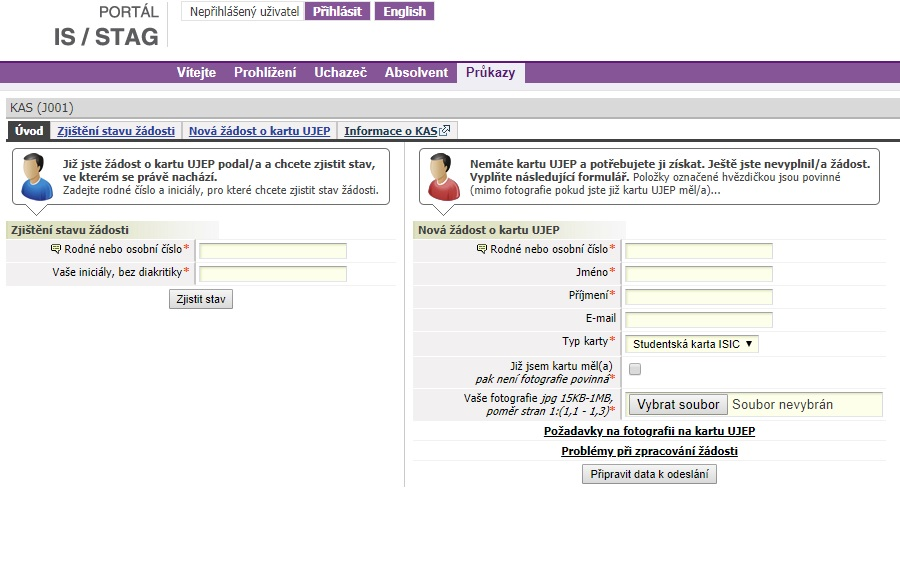 PORTÁL
IS / STAG
Nepřihlášený uživatel Přihlásit English
Vítejte Prohlížení Uchazeč Absolvent Průkazy
KAS (J001)
Úvod Zjištění stavu žádosti Nová žádost o kartu UJEP Informace o KAS
Již jste žádost o kartu UJEP podal/a a chcete zjistit stav,
ve kterém se právě nachází.
Zadejte rodné číslo a iniciály, pro které chcete zjistit stav žádosti.
Zjištění stavu žádosti
Rodné nebo osobní číslo*
Vaše iniciály, bez diakritiky*
Zjistit stav
Nemáte kartu UJEP a potřebujete ji získat. Ještě jste nevyplnil/a žádost.
Vyplňte následující formulář. Položky označené hvězdičkou jsou povinné
(mimo fotografie pokud jste již kartu UJEP měl/a)...
Nová žádost o kartu UJEP
Rodné nebo osobní číslo*
Jméno*
Příjmení*
E-mail
Typ karty* Studentská karta ISIC
Již jsem kartu měl(a)
pak není fotografie povinná*
Vaše fotografie jpg 15KB-1MB,
poměr stran 1:(1,1 - 1,3)*
Vybrat soubor Soubor nevybrán
Požadavky na fotografii na kartu UJEP
Problémy při zpracování žádosti
Připravit data k odeslání